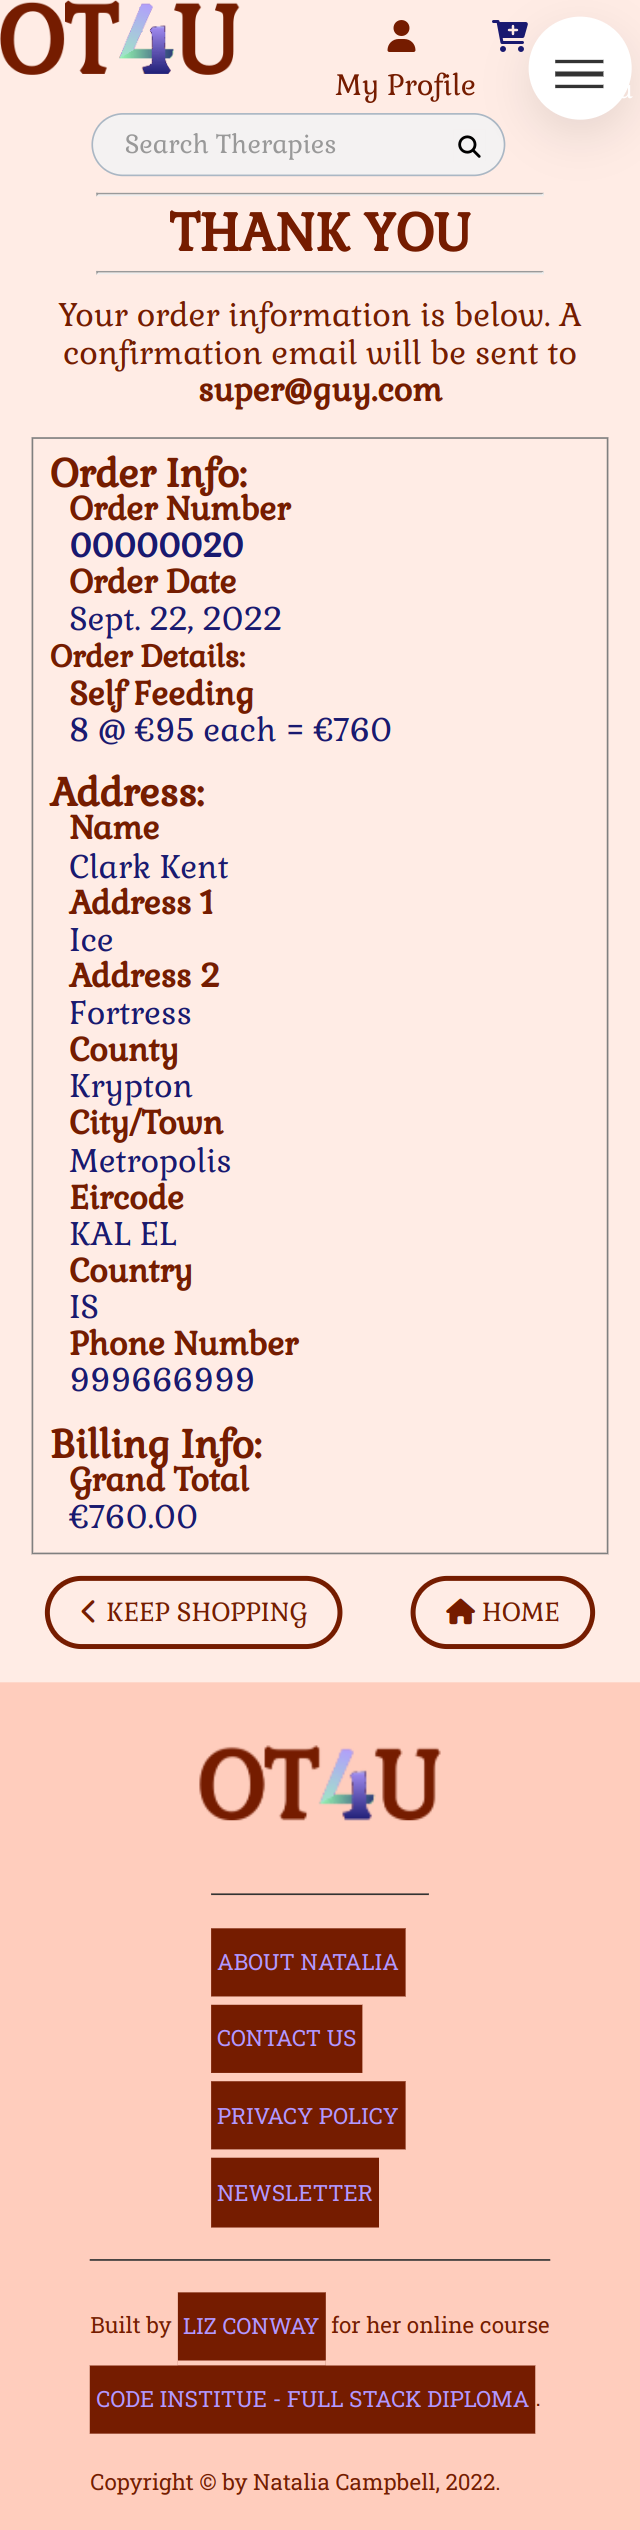 OT4U
My Profile
Search Therapies
THANK YOU
Your order information is below. A
confirmation email will be sent to
super@guy.com
Order Info:
Order Number
00000020
Order Date
Sept. 22, 2022
Order Details:
Self Feeding
8 @ €95 each = €760
Address:
Name
Clark Kent
Address 1
Ice
Address 2
Fortress
County
Krypton
City/Town
Metropolis
Eircode
KAL EL
Country
IS
Phone Number
999666999
Billing Info:
Grand Total
€760.00
KEEP SHOPPING
HOME
OT4U
ABOUT NATALIA
CONTACT US
PRIVACY POLICY
NEWSLETTER
Built by LIZ CONWAY for her online course
CODE INSTITUE - FULL STACK DIPLOMA .
Copyright © by Natalia Campbell, 2022.